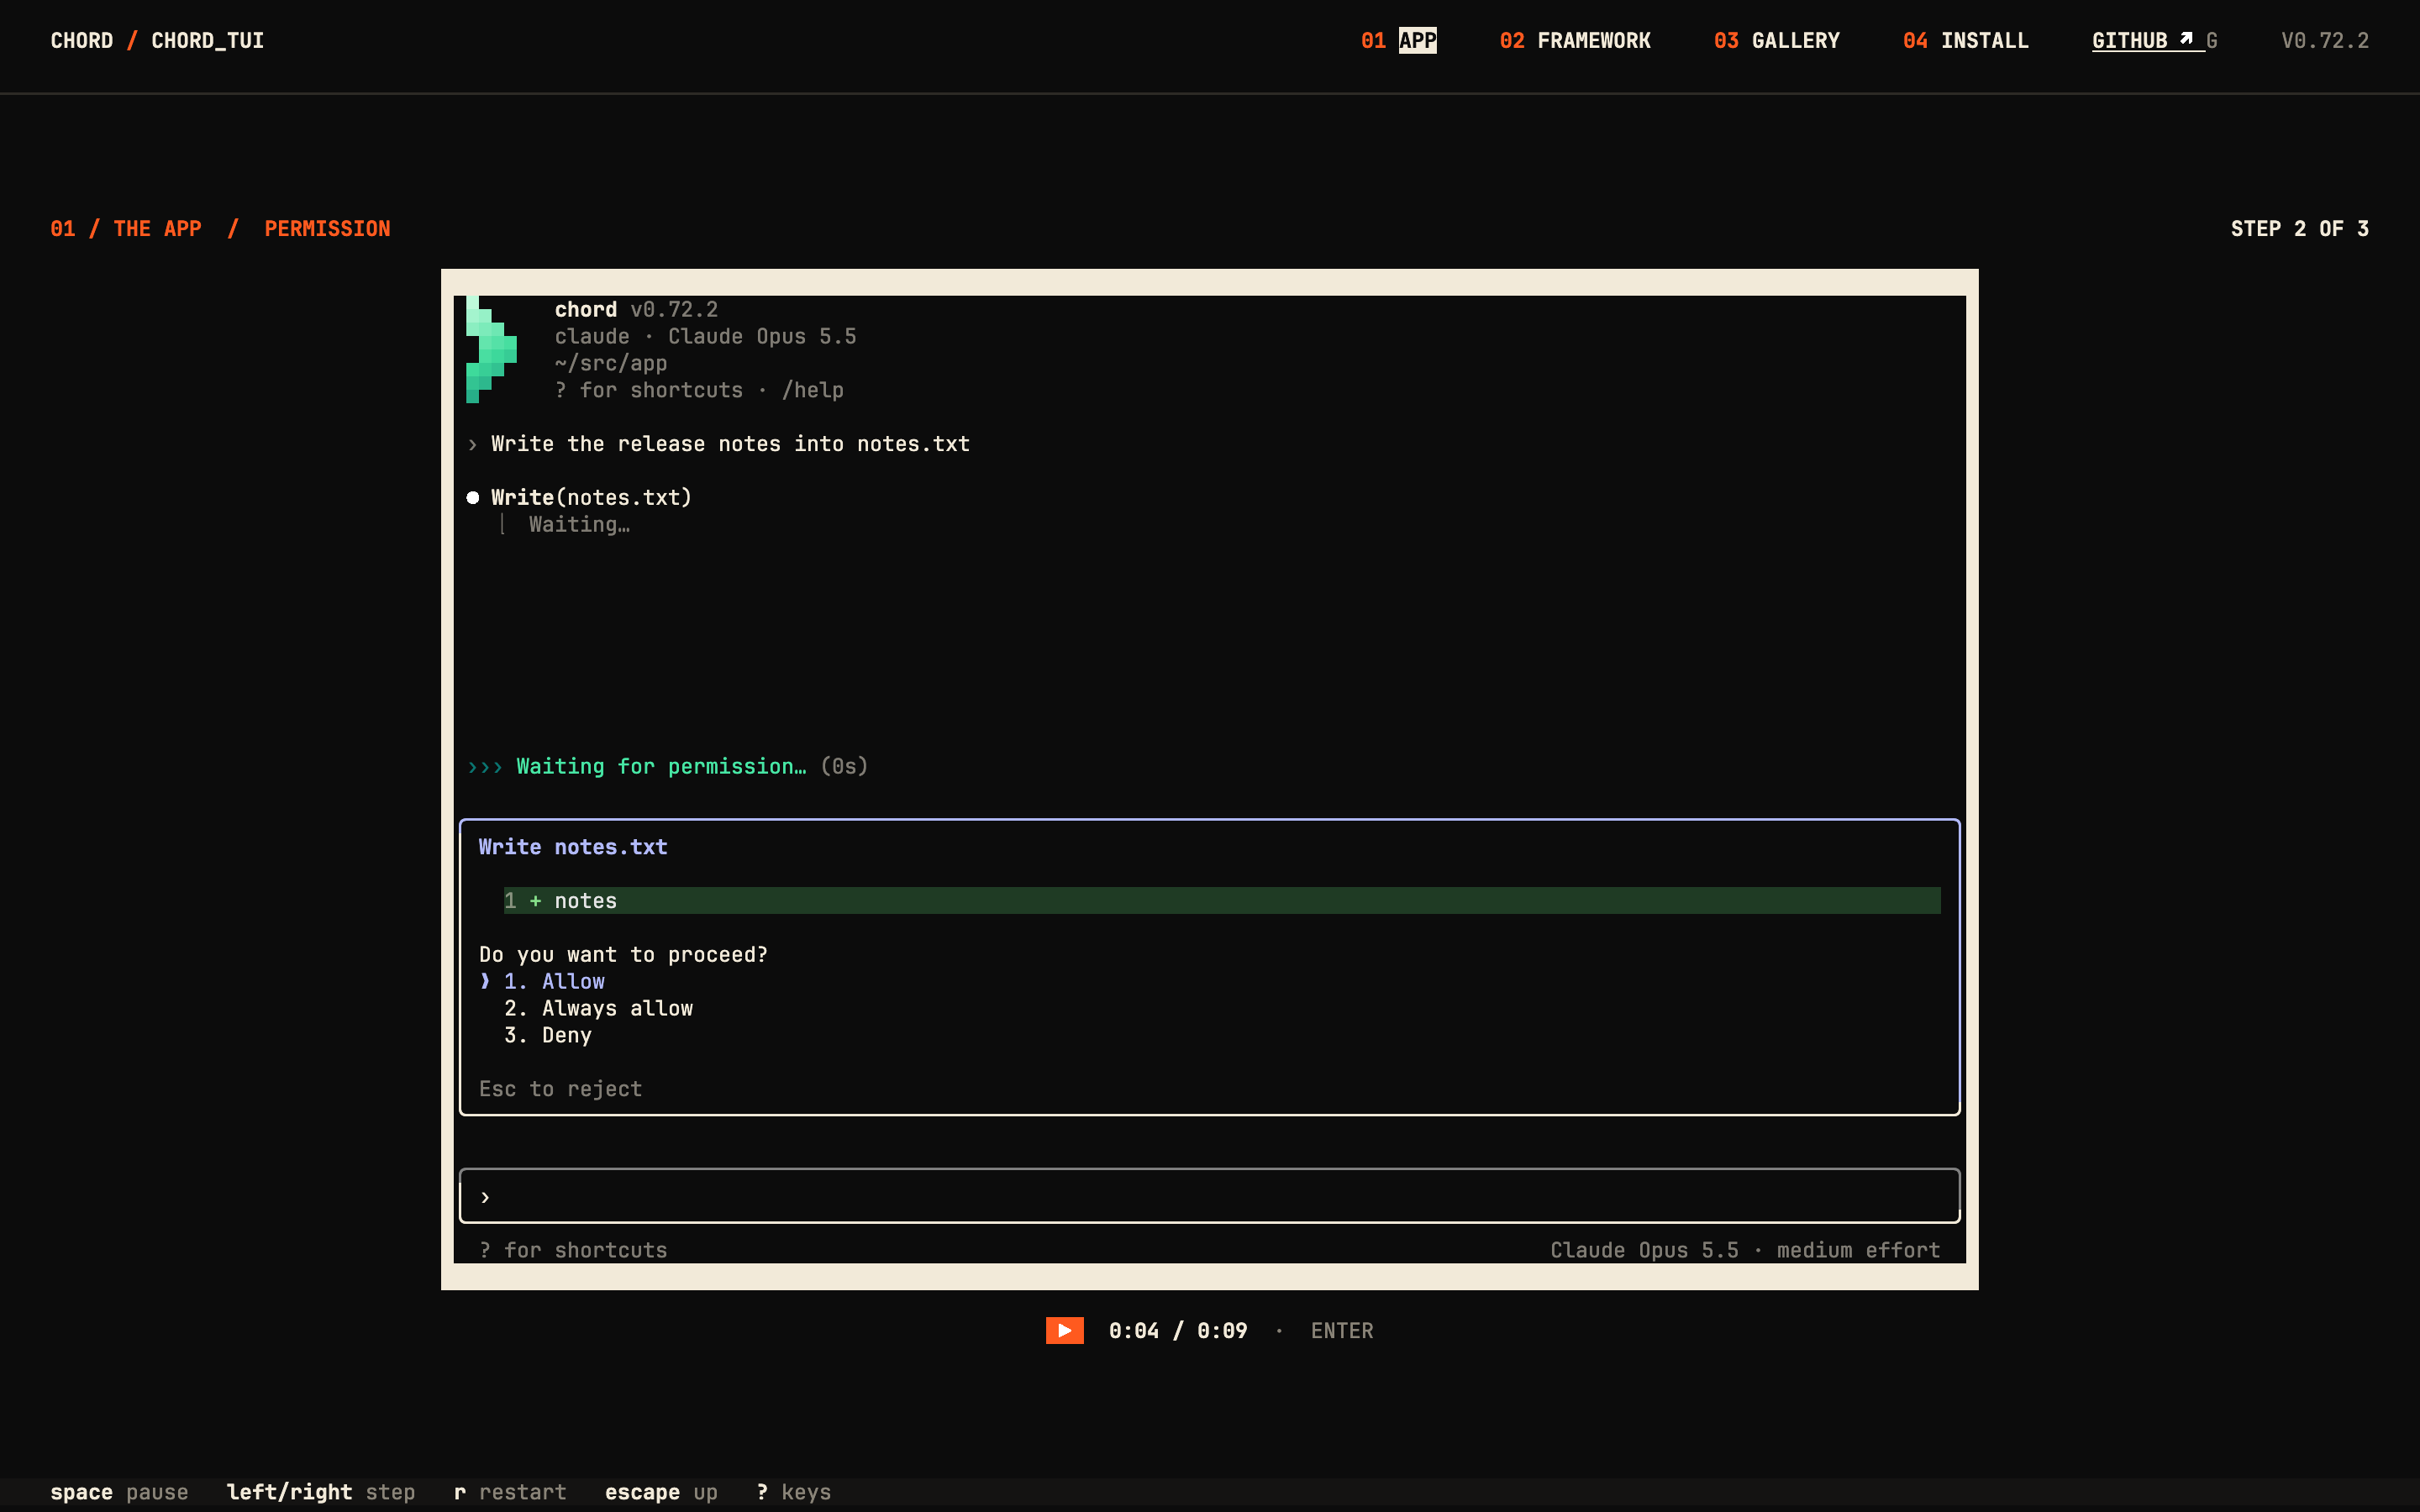 CHORD / CHORD_TUI 01 APP 02 FRAMEWORK 03 GALLERY 04 INSTALL GITHUB ↗ G V0.72.2
01 / THE APP / PERMISSION STEP 2 OF 3
chord v0.72.2
claude · Claude Opus 5.5
~/src/app
? for shortcuts · /help
› Write the release notes into notes.txt
● Write(notes.txt)
⎣ Waiting…
››› Waiting for permission… (0s)
Write notes.txt
1 + notes
Do you want to proceed?
❯ 1. Allow
2. Always allow
3. Deny
Esc to reject
›
? for shortcuts Claude Opus 5.5 · medium effort
▶ 0:04 / 0:09 · ENTER
space pause left/right step r restart escape up ? keys